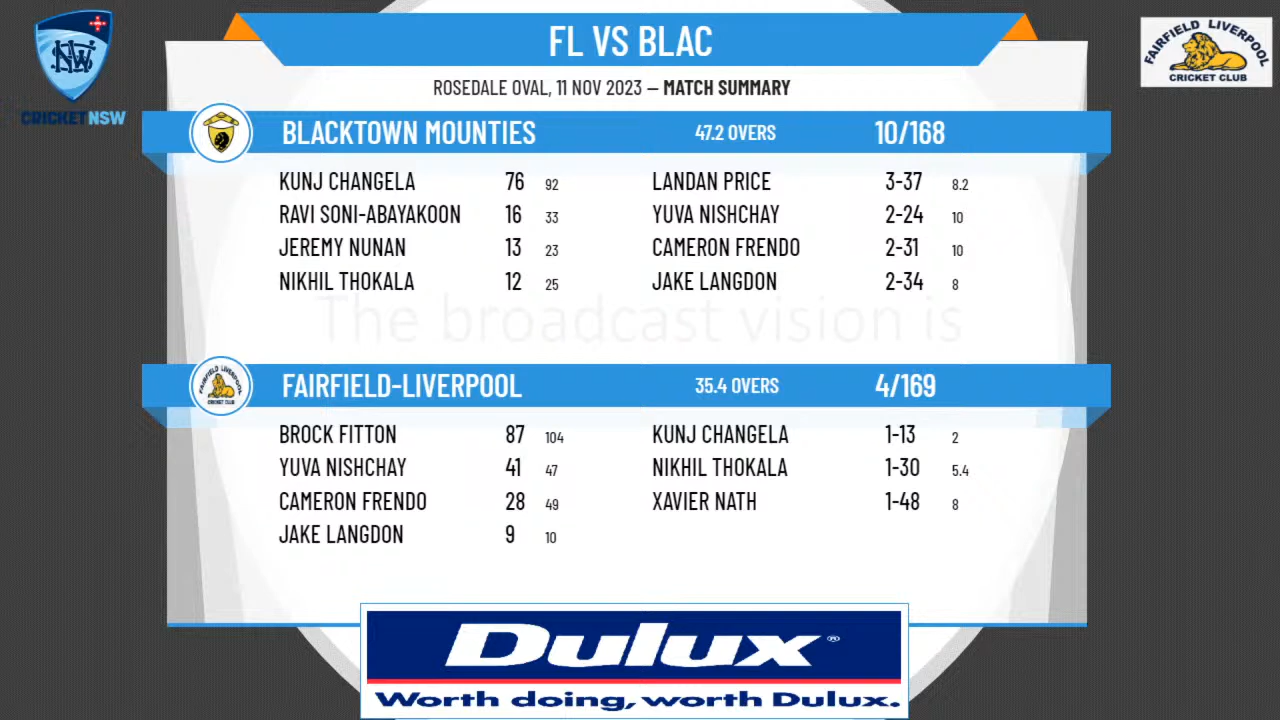 FL VS BLAC
ROSEDALE OVAL, 11 NOV 2023 – MATCH SUMMARY
CRICKET NSW
FAIRFIELD LIVERPOOL
CRICKET CLUB
BLACKTOWN MOUNTIES 47.2 OVERS 10/168
KUNJ CHANGELA 76 92 LANDAN PRICE 3-37 8.2
RAVI SONI-ABAYAKOON 16 33 YUVA NISHCHAY 2-24 10
JEREMY NUNAN 13 23 CAMERON FRENDO 2-31 10
NIKHIL THOKALA 12 25 JAKE LANGDON 2-34 8
The broadcast vision is
FAIRFIELD LIVERPOOL
CRICKET CLUB
FAIRFIELD-LIVERPOOL 35.4 OVERS 4/169
BROCK FITTON 87 104 KUNJ CHANGELA 1-13 2
YUVA NISHCHAY 41 47 NIKHIL THOKALA 1-30 5.4
CAMERON FRENDO 28 49 XAVIER NATH 1-48 8
JAKE LANGDON 9 10
Dulux®
Worth doing, worth Dulux.